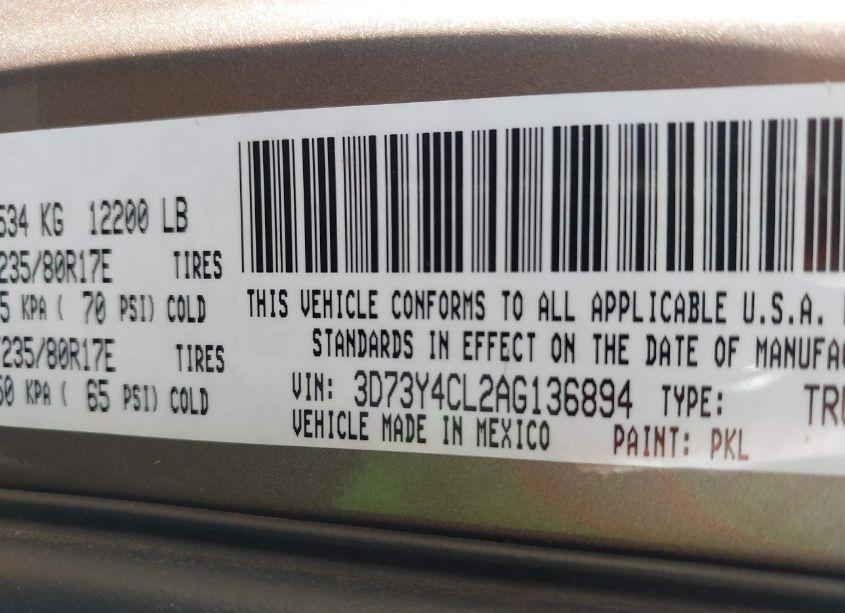 534 KG 12200 LB
235/80R17E TIRES
5 KPA ( 70 PSI) COLD
235/80R17E TIRES
50 KPA ( 65 PSI) COLD
THIS VEHICLE CONFORMS TO ALL APPLICABLE U.S.A.
STANDARDS IN EFFECT ON THE DATE OF MANUFAC
VIN: 3D73Y4CL2AG136894 TYPE: TRU
VEHICLE MADE IN MEXICO PAINT: PKL